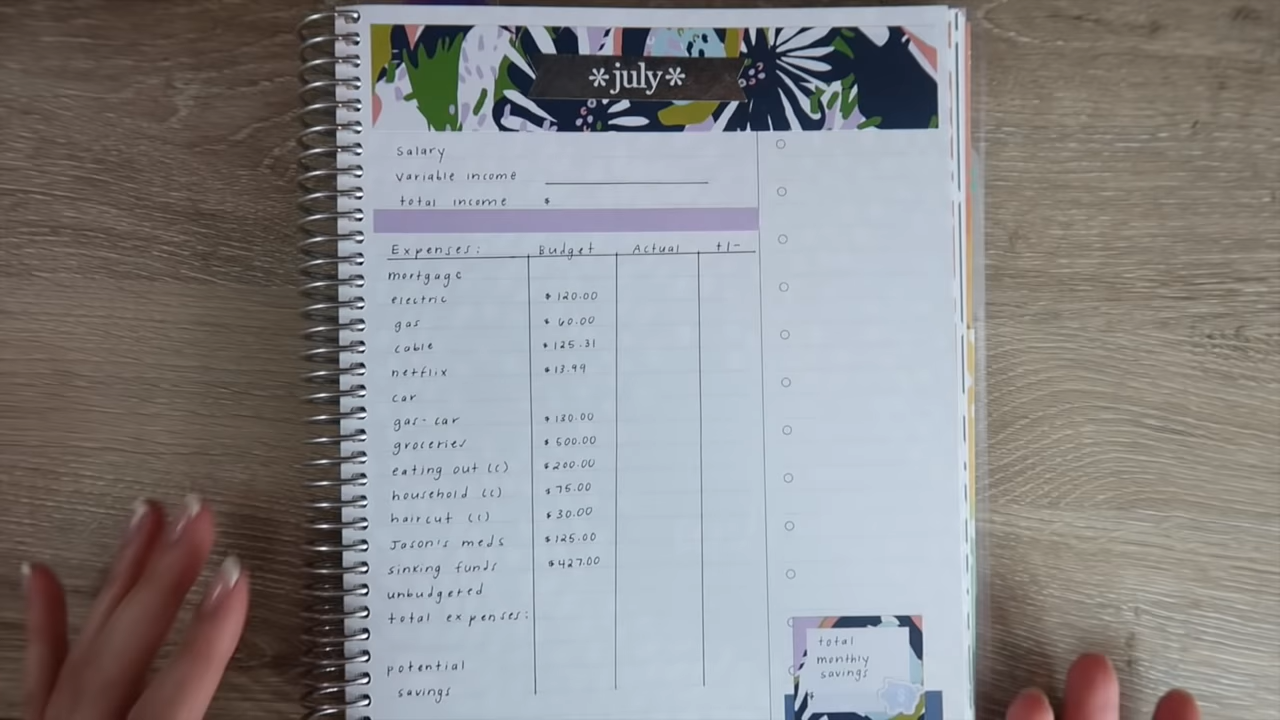 *july*
salary
variable income
total income $
Expenses: Budget Actual +/-
mortgage
electric $120.00
gas $60.00
cable $125.31
netflix $13.99
car
gas-car $130.00
groceries $500.00
eating out (c) $200.00
household (c) $75.00
haircut (c) $30.00
Jason's meds $125.00
sinking funds $427.00
unbudgeted
total expenses:
potential
savings
total
monthly
savings
$